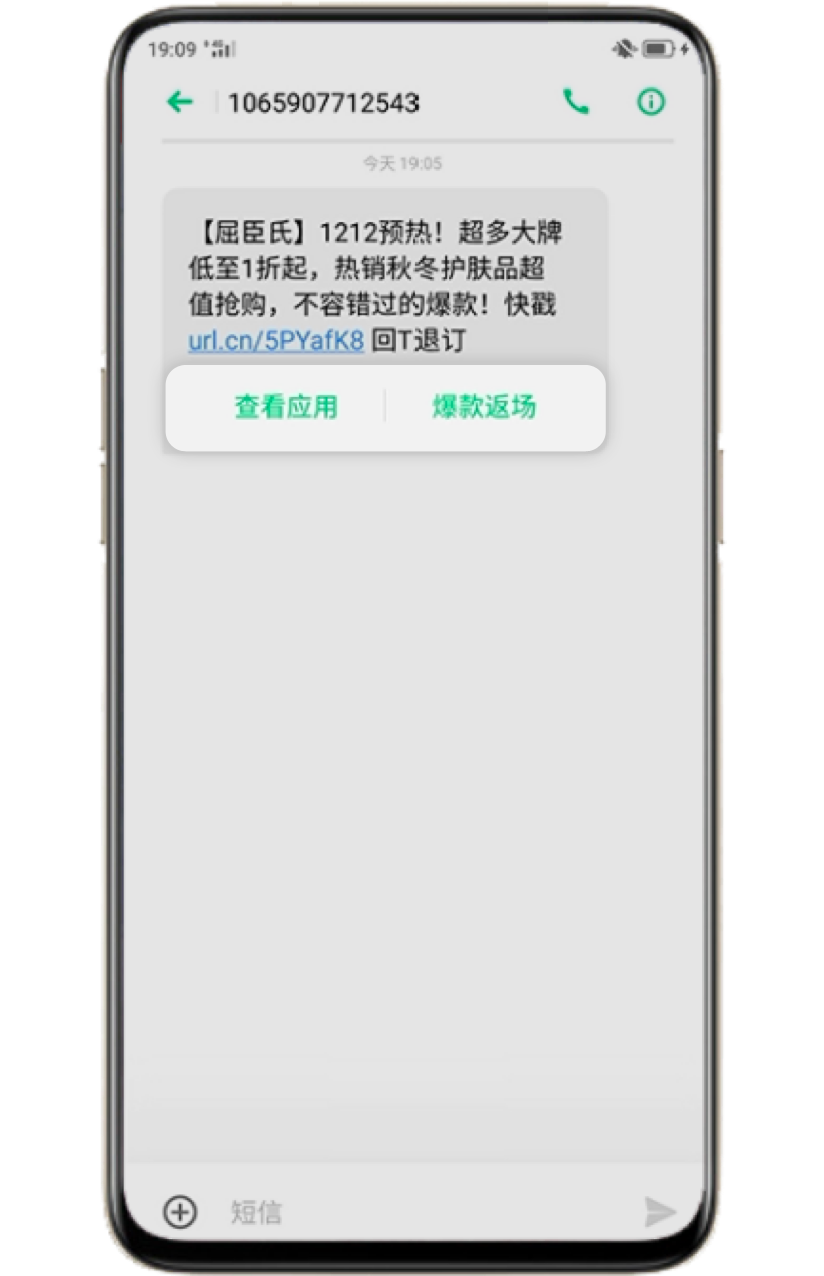 19:09
1065907712543
今天 19:05
【屈臣氏】1212预热！超多大牌
低至1折起，热销秋冬护肤品超
值抢购，不容错过的爆款！快戳
url.cn/5PYafK8 回T退订
查看应用 爆款返场
短信